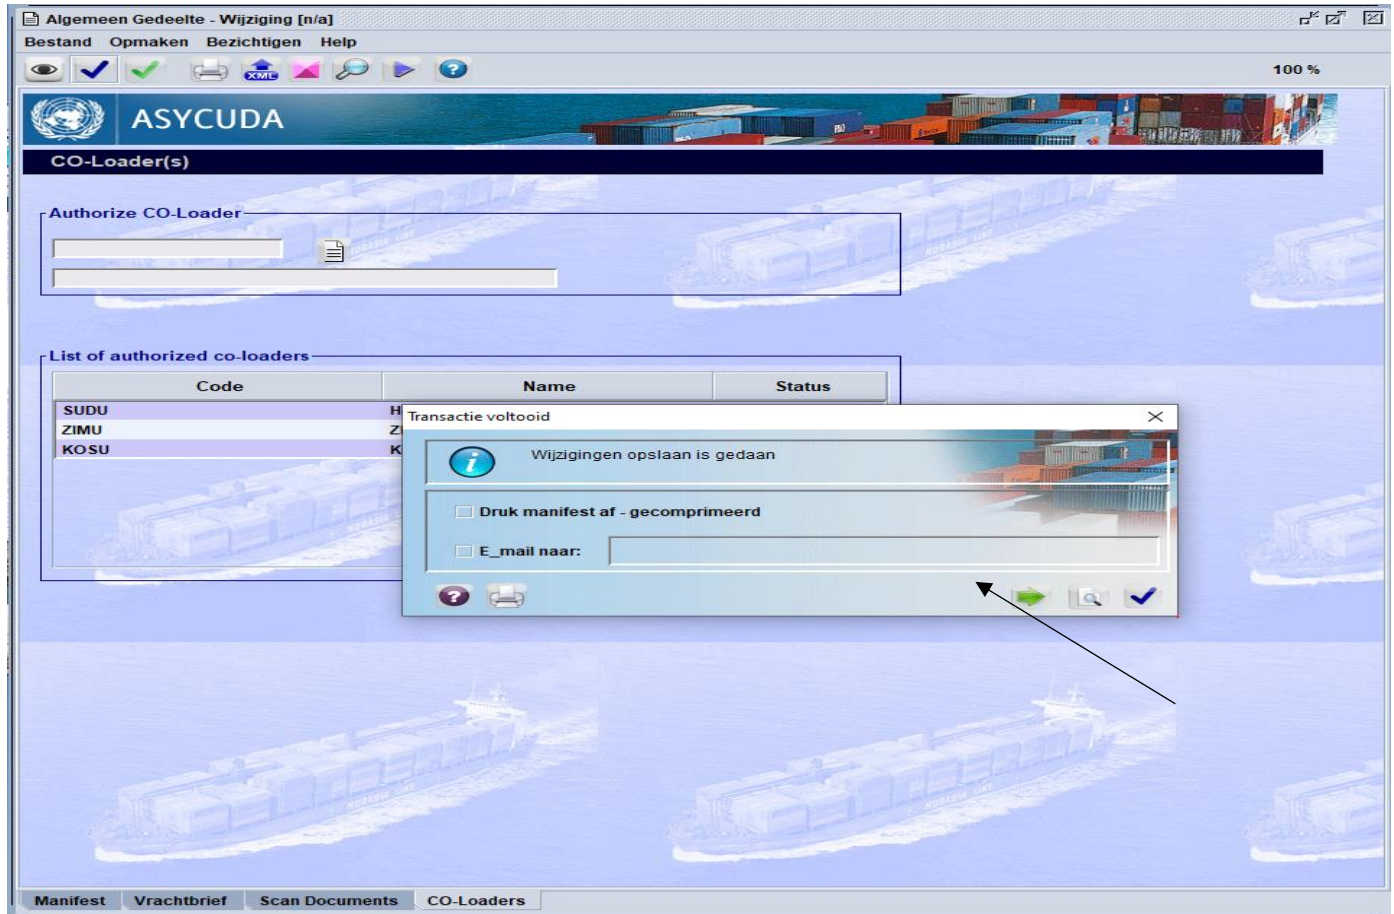 Algemeen Gedeelte - Wijziging [n/a]
Bestand Opmaken Bezichtigen Help
XML
100 %
ASYCUDA
CO-Loader(s)
Authorize CO-Loader
List of authorized co-loaders
Code Name Status
SUDU H
ZIMU
KOSU K
Transactie voltooid
Wijzigingen opslaan is gedaan
Druk manifest af - gecomprimeerd
E_mail naar:
Manifest Vrachtbrief Scan Documents CO-Loaders